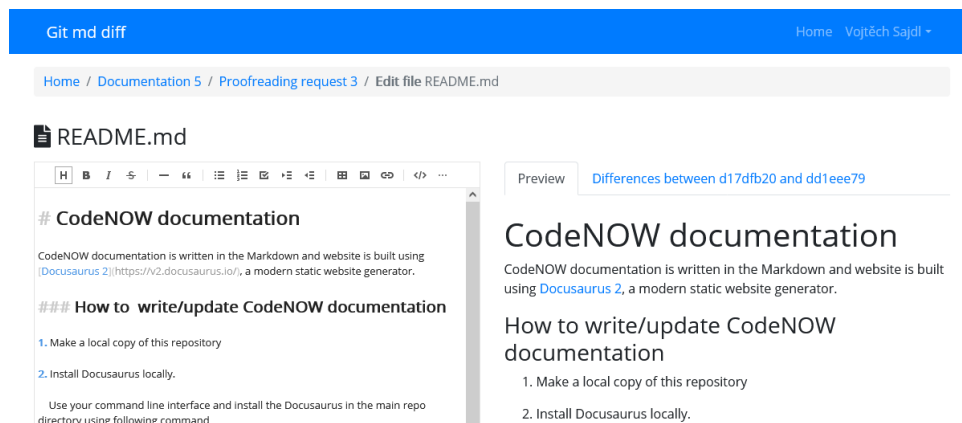 Git md diff
Home Vojtěch Sajdl
Home / Documentation 5 / Proofreading request 3 / Edit file README.md
README.md
H B I S
Preview
Differences between d17dfb20 and dd1eee79
# CodeNOW documentation
CodeNOW documentation is written in the Markdown and website is built using
[Docusaurus 2](https://v2.docusaurus.io/), a modern static website generator.
### How to  write/update CodeNOW documentation
1. Make a local copy of this repository
2. Install Docusaurus locally.
Use your command line interface and install the Docusaurus in the main repo
directory using following command
CodeNOW documentation
CodeNOW documentation is written in the Markdown and website is built
using Docusaurus 2, a modern static website generator.
How to write/update CodeNOW
documentation
1. Make a local copy of this repository
2. Install Docusaurus locally.